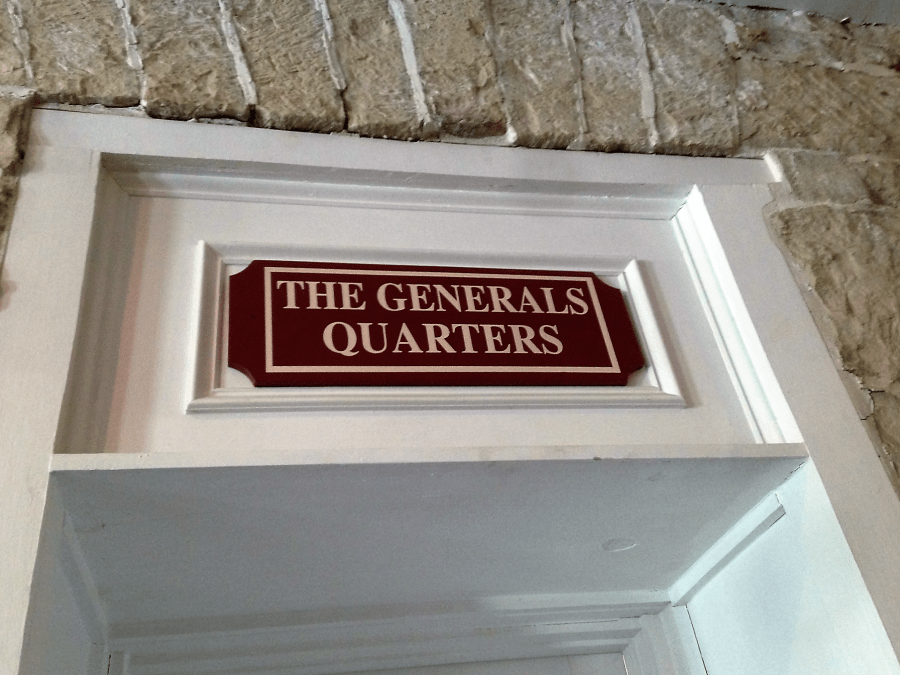 THE GENERALS
QUARTERS